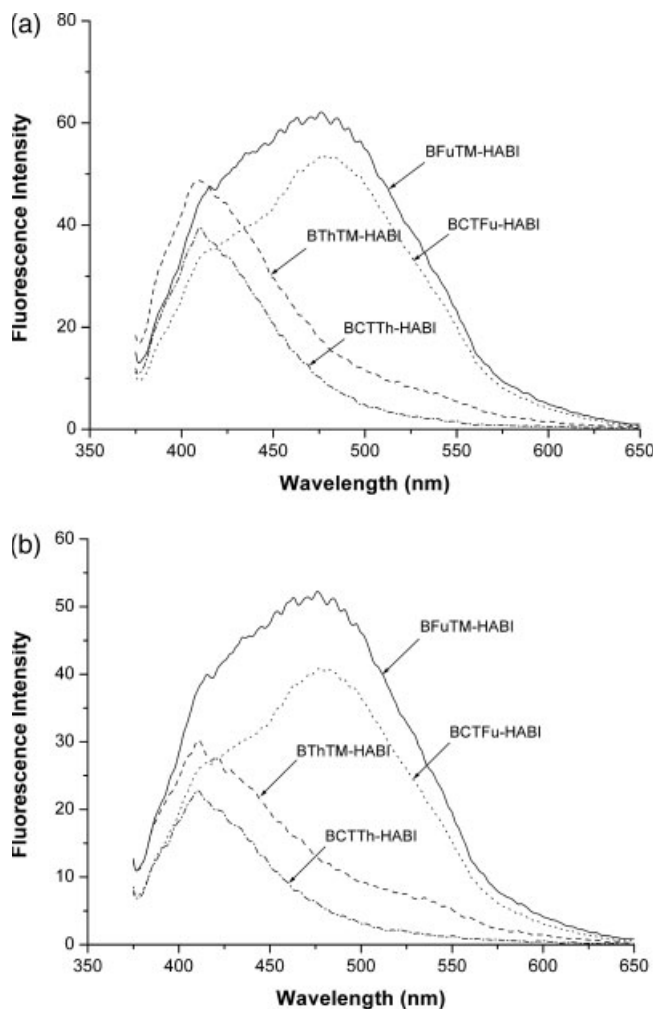 (a)
80
60
40
20
0
Fluorescence Intensity
BFuTM-HABI
BCTFu-HABI
BThTM-HABI
BCTTh-HABI
350 400 450 500 550 600 650
Wavelength (nm)
(b)
60
50
40
30
20
10
0
Fluorescence Intensity
BFuTM-HABI
BCTFu-HABI
BThTM-HABI
BCTTh-HABI
350 400 450 500 550 600 650
Wavelength (nm)